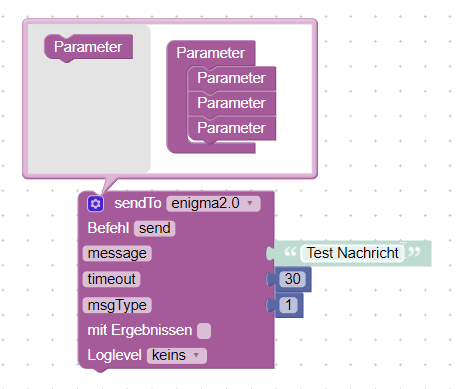 Parameter
Parameter
Parameter
Parameter
Parameter
sendTo enigma2.0
Befehl send
message “ Test Nachricht ”
timeout 30
msgType 1
mit Ergebnissen
Loglevel keins